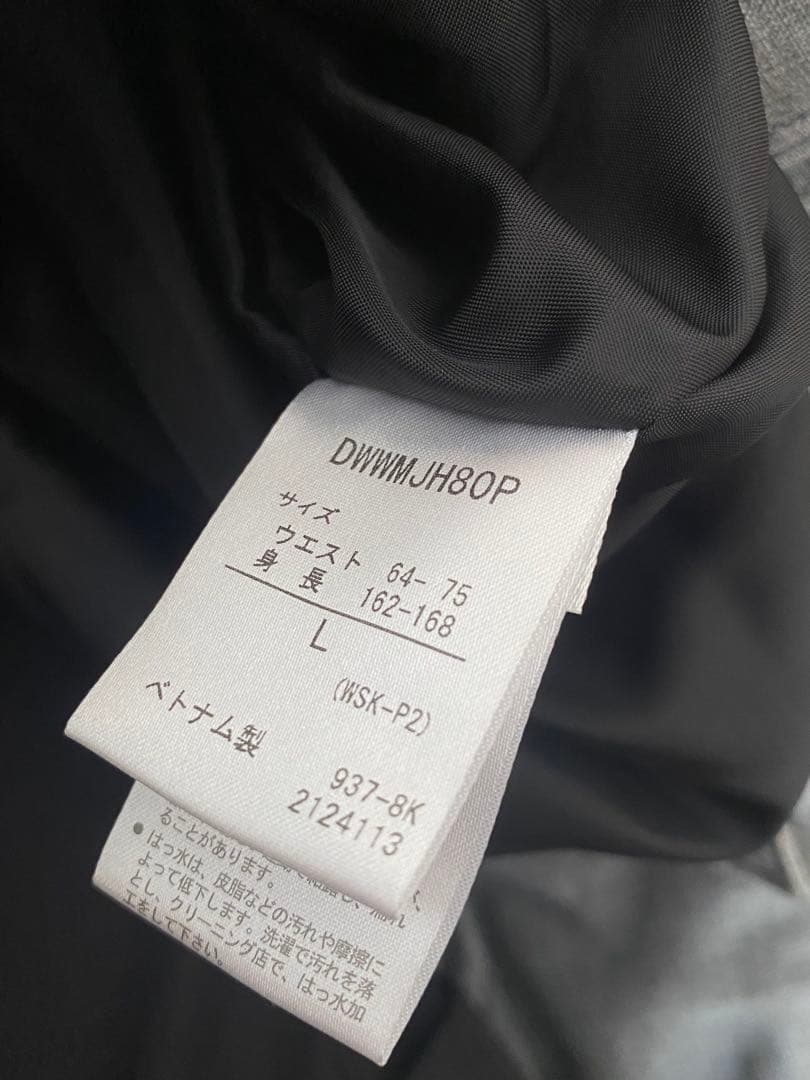 DWWMJH80P
サイズ
ウエスト 64- 75
身 長 162-168
L
(WSK-P2)
ベトナム製
937-8K
2124113
ることがあります。
● はっ水は、皮脂などの汚れや摩擦に
よって低下します。洗濯で汚れを落
とし、クリーニング店で、はっ水加
工をして下さい。